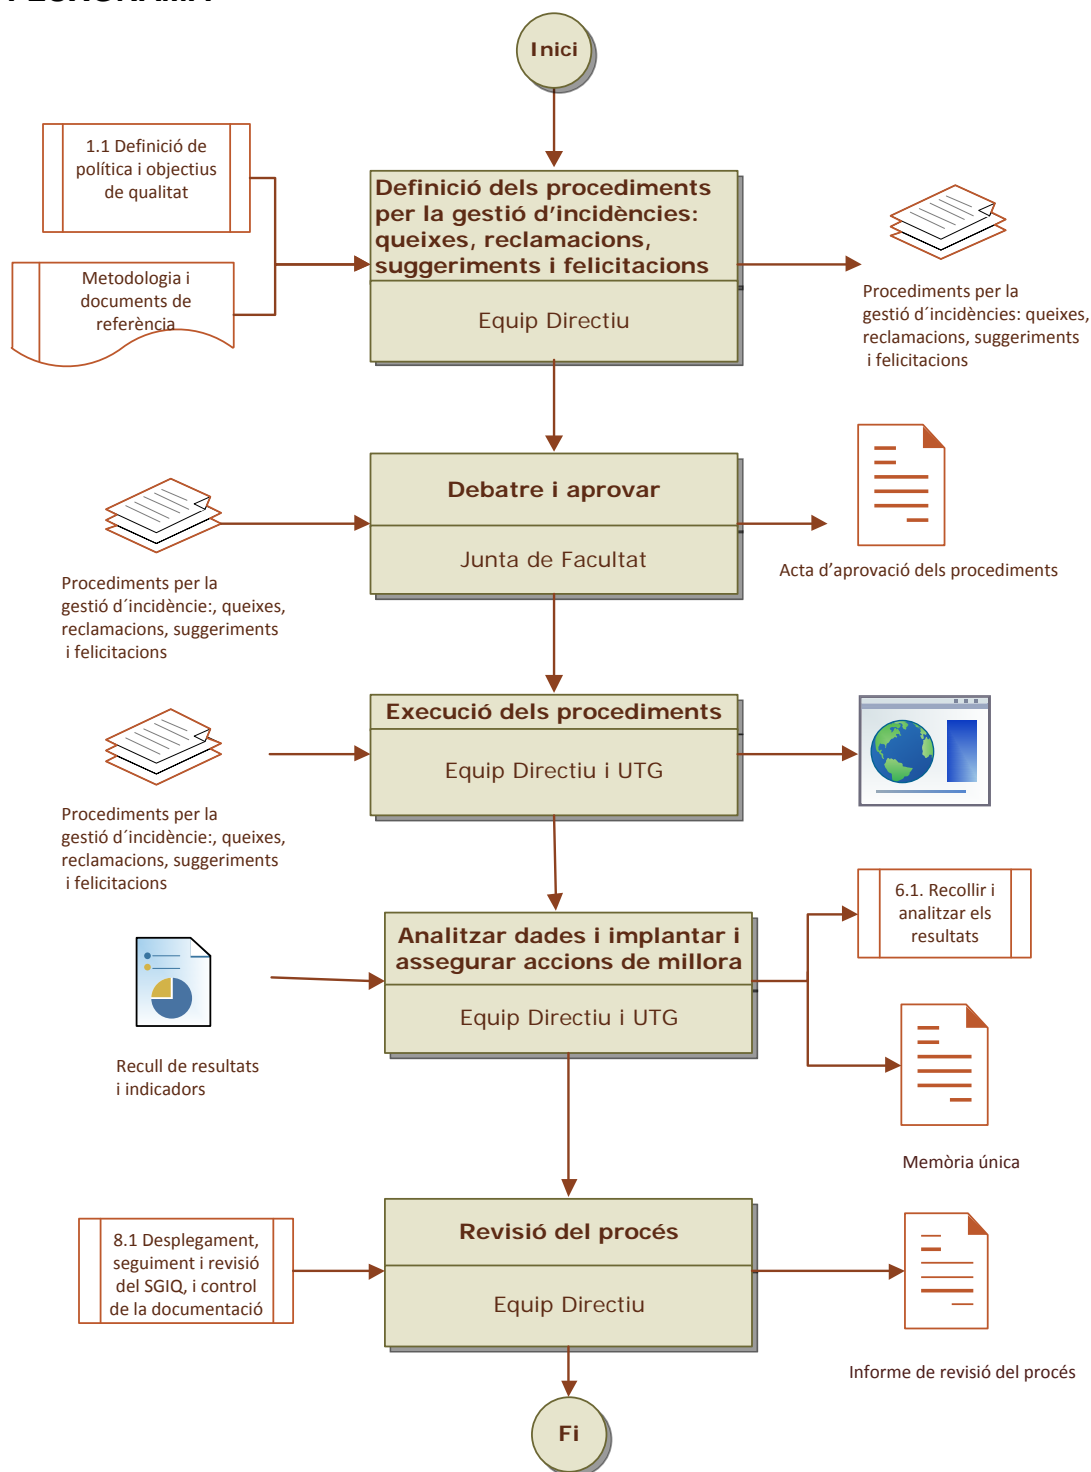 Inici
1.1 Definició de
política i objectius
de qualitat
Metodologia i
documents de
referència
Definició dels procediments
per la gestió d'incidències:
queixes, reclamacions,
suggeriments i felicitacions
Equip Directiu
Procediments per la
gestió d´incidències: queixes,
reclamacions, suggeriments
i felicitacions
Debatre i aprovar
Junta de Facultat
Procediments per la
gestió d´incidència:, queixes,
reclamacions, suggeriments
i felicitacions
Acta d'aprovació dels procediments
Execució dels procediments
Equip Directiu i UTG
Procediments per la
gestió d´incidència:, queixes,
reclamacions, suggeriments
i felicitacions
Analitzar dades i implantar i
assegurar accions de millora
Equip Directiu i UTG
Recull de resultats
i indicadors
6.1. Recollir i
analitzar els
resultats
Memòria única
Revisió del procés
Equip Directiu
8.1 Desplegament,
seguiment i revisió
del SGIQ, i control
de la documentació
Informe de revisió del procés
Fi